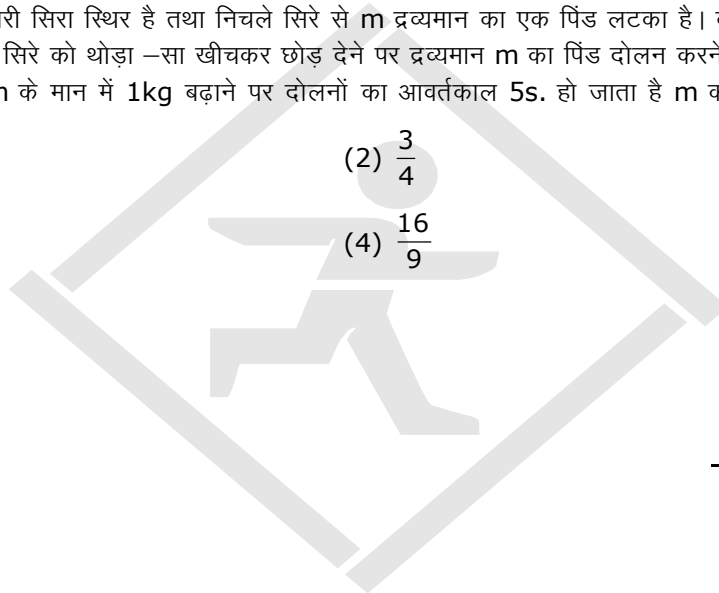 री सिरा स्थिर है तथा निचले सिरे से m द्रव्यमान का एक पिंड लटका है।
सिरे को थोड़ा –सा खीचकर छोड़ देने पर द्रव्यमान m का पिंड दोलन करने
के मान में 1kg बढ़ाने पर दोलनों का आवर्तकाल 5s. हो जाता है m
(2) 3/4
(4) 16/9